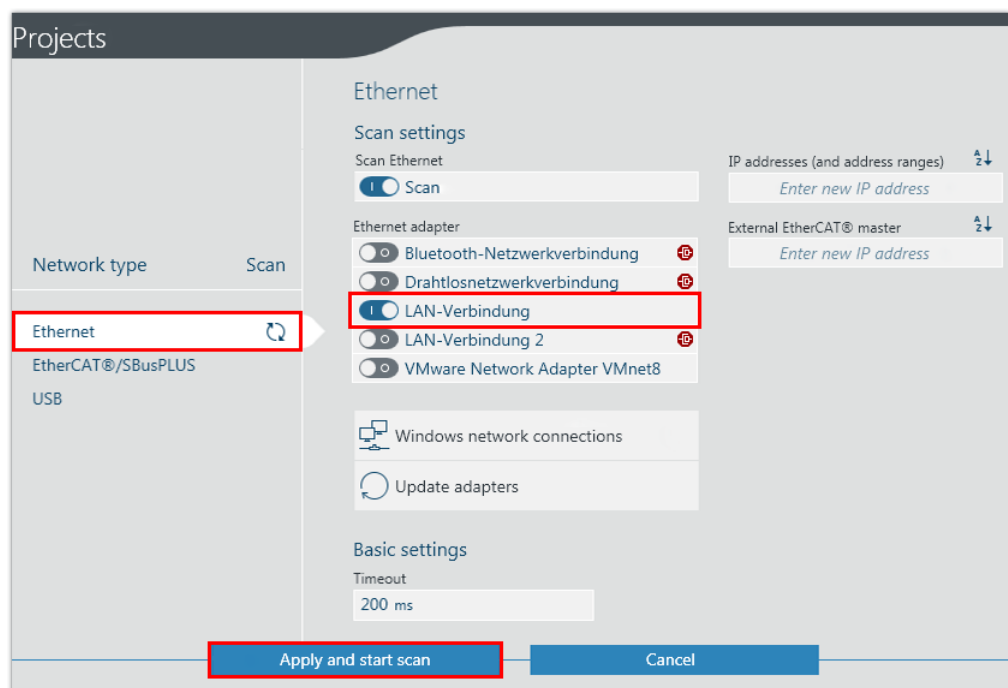 Projects
Network type Scan
Ethernet
EtherCAT®/SBusPLUS
USB
Ethernet
Scan settings
Scan Ethernet
Scan
Ethernet adapter
Bluetooth-Netzwerkverbindung
Drahtlosnetzwerkverbindung
LAN-Verbindung
LAN-Verbindung 2
VMware Network Adapter VMnet8
Windows network connections
Update adapters
Basic settings
Timeout
200 ms
IP addresses (and address ranges)
Enter new IP address
External EtherCAT® master
Enter new IP address
Apply and start scan
Cancel